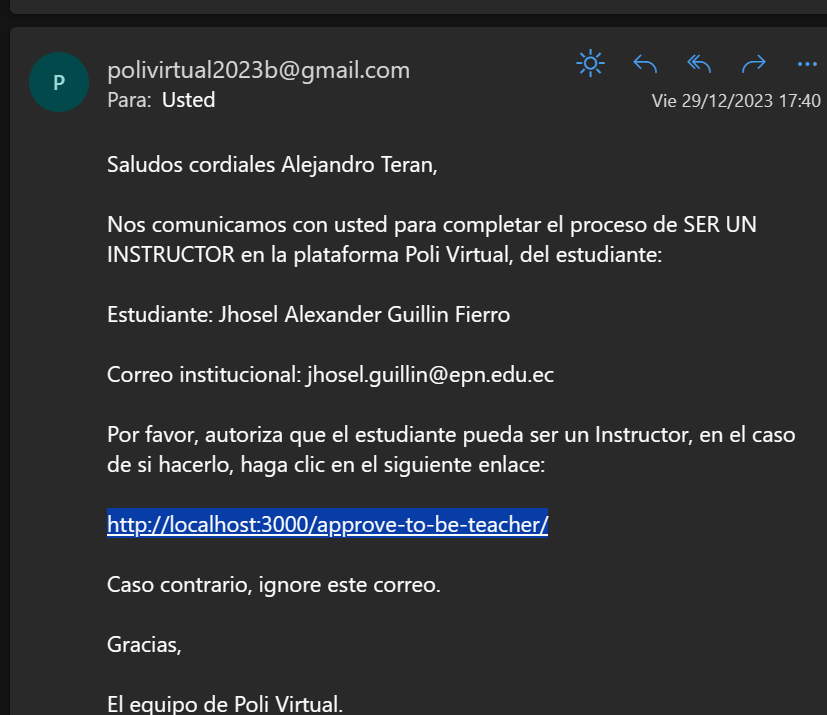 P
polivirtual2023b@gmail.com
Para: Usted
Vie 29/12/2023 17:40
Saludos cordiales Alejandro Teran,
Nos comunicamos con usted para completar el proceso de SER UN
INSTRUCTOR en la plataforma Poli Virtual, del estudiante:
Estudiante: Jhosel Alexander Guillin Fierro
Correo institucional: jhosel.guillin@epn.edu.ec
Por favor, autoriza que el estudiante pueda ser un Instructor, en el caso
de si hacerlo, haga clic en el siguiente enlace:
http://localhost:3000/approve-to-be-teacher/
Caso contrario, ignore este correo.
Gracias,
El equipo de Poli Virtual.